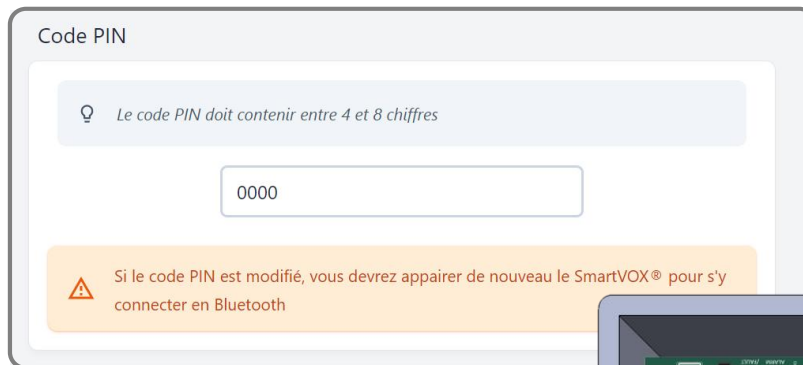 Code PIN
Le code PIN doit contenir entre 4 et 8 chiffres
0000
Si le code PIN est modifié, vous devrez appairer de nouveau le SmartVOX® pour s'y
connecter en Bluetooth